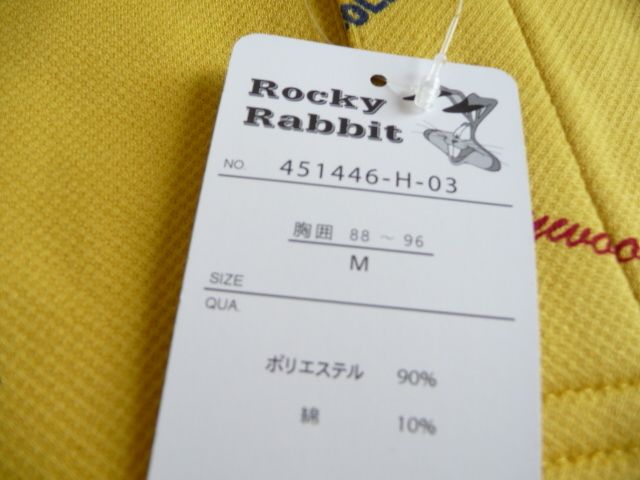 Rocky
Rabbit
NO. 451446-H-03
胸囲 88 ~ 96
M
SIZE
QUA.
ポリエステル 90%
綿 10%